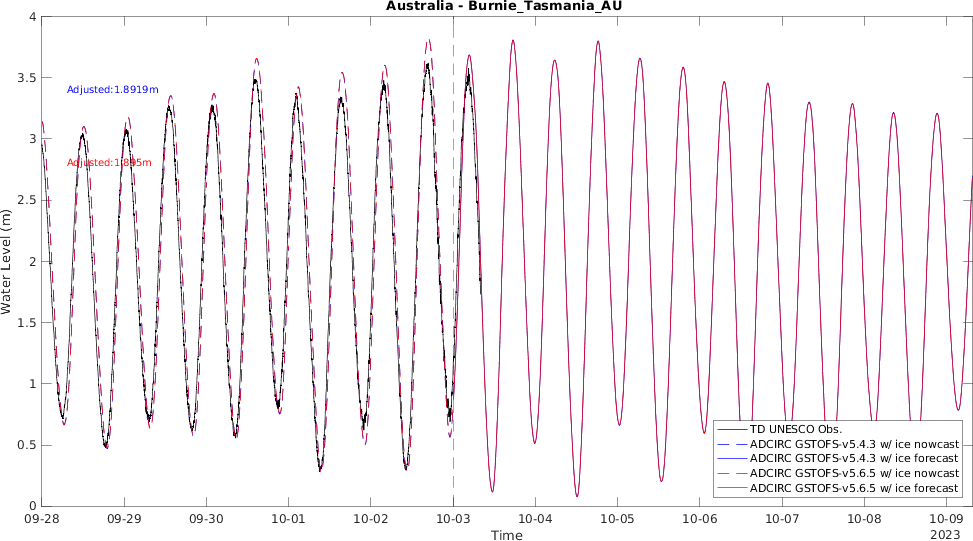 Australia - Burnie_Tasmania_AU
Water Level (m)
4
3.5
3
2.5
2
1.5
1
0.5
0
Adjusted:1.8919m
Adjusted:1.895m
TD UNESCO Obs.
ADCIRC GSTOFS-v5.4.3 w/ ice nowcast
ADCIRC GSTOFS-v5.4.3 w/ ice forecast
ADCIRC GSTOFS-v5.6.5 w/ ice nowcast
ADCIRC GSTOFS-v5.6.5 w/ ice forecast
09-28 09-29 09-30 10-01 10-02 10-03 10-04 10-05 10-06 10-07 10-08 10-09
2023
Time